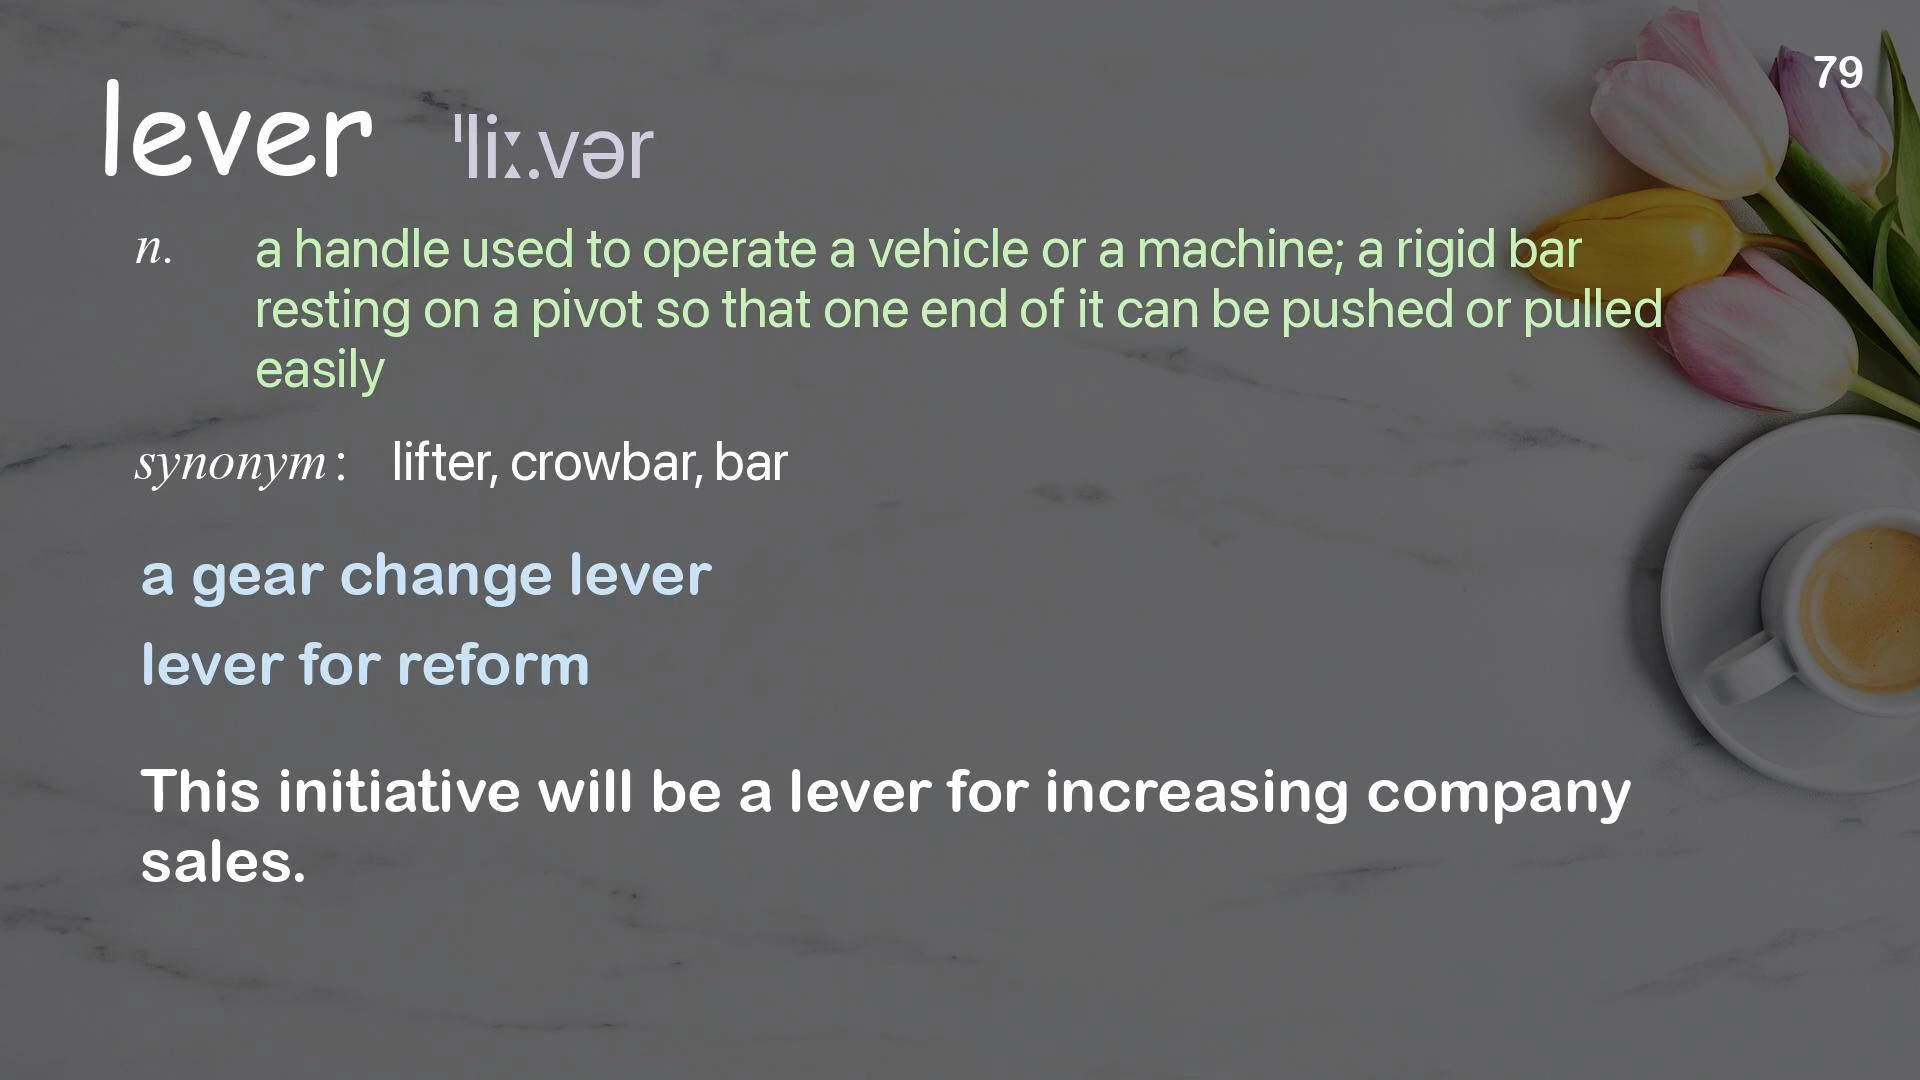 79
lever ˈliː.vər
n. a handle used to operate a vehicle or a machine; a rigid bar
resting on a pivot so that one end of it can be pushed or pulled
easily
synonym : lifter, crowbar, bar
a gear change lever
lever for reform
This initiative will be a lever for increasing company
sales.